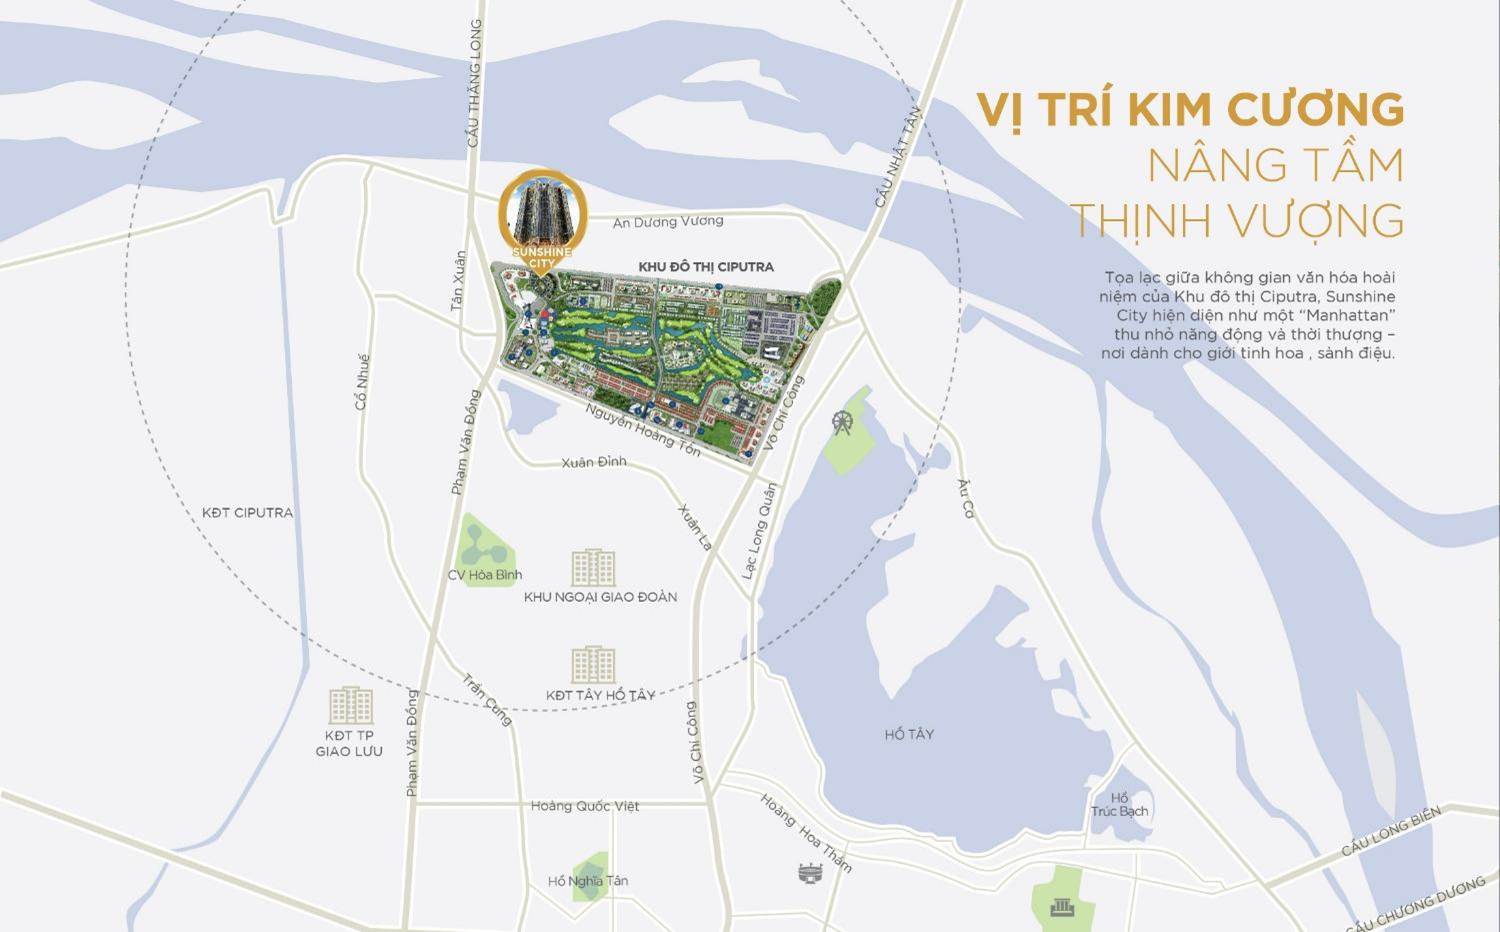 VỊ TRÍ KIM CƯƠNG
NÂNG TẦM
THỊNH VƯỢNG
Tọa lạc giữa không gian văn hóa hoài
niệm của Khu đô thị Ciputra, Sunshine
City hiện diện như một “Manhattan”
thu nhỏ năng động và thời thượng –
nơi dành cho giới tinh hoa , sành điệu.
CẦU THĂNG LONG
CẦU NHẬT TÂN
SUNSHINE
CITY
An Dương Vương
KHU ĐÔ THỊ CIPUTRA
Tân Xuân
Cổ Nhuế
Phạm Văn Đồng
Nguyễn Hoàng Tôn
Võ Chí Công
Xuân Đỉnh
Xuân La
Lạc Long Quân
Âu Cơ
KĐT CIPUTRA
CV Hòa Bình
KHU NGOẠI GIAO ĐOÀN
KĐT TÂY HỒ TÂY
Trần Cung
KĐT TP
GIAO LƯU
Phạm Văn Đồng
Võ Chí Công
HỒ TÂY
Hoàng Quốc Việt
Hoàng Hoa Thám
Hồ
Trúc Bạch
CẦU LONG BIÊN
Hồ Nghĩa Tân
CẦU CHƯƠNG DƯƠNG